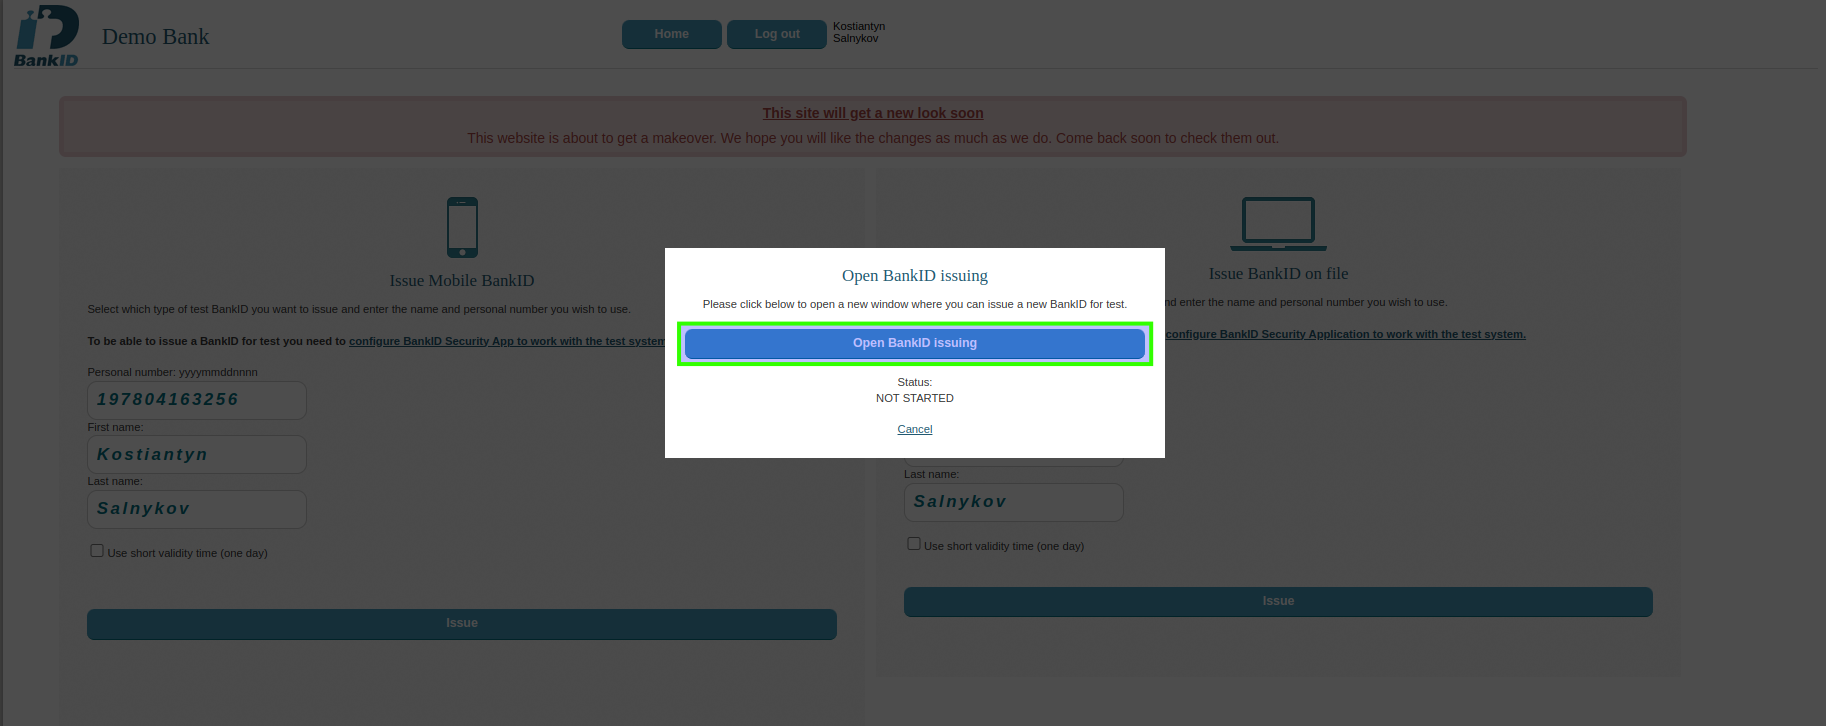 BankID
Demo Bank
Home
Log out
Kostiantyn
Salnykov
This site will get a new look soon
This website is about to get a makeover. We hope you will like the changes as much as we do. Come back soon to check them out.
Issue Mobile BankID
Select which type of test BankID you want to issue and enter the name and personal number you wish to use.
To be able to issue a BankID for test you need to configure BankID Security App to work with the test system
Personal number: yyyymmddnnnn
197804163256
First name:
Kostiantyn
Last name:
Salnykov
Use short validity time (one day)
Issue
Open BankID issuing
Please click below to open a new window where you can issue a new BankID for test.
Open BankID issuing
Status:
NOT STARTED
Cancel
Issue BankID on file
nd enter the name and personal number you wish to use.
configure BankID Security Application to work with the test system.
Last name:
Salnykov
Use short validity time (one day)
Issue